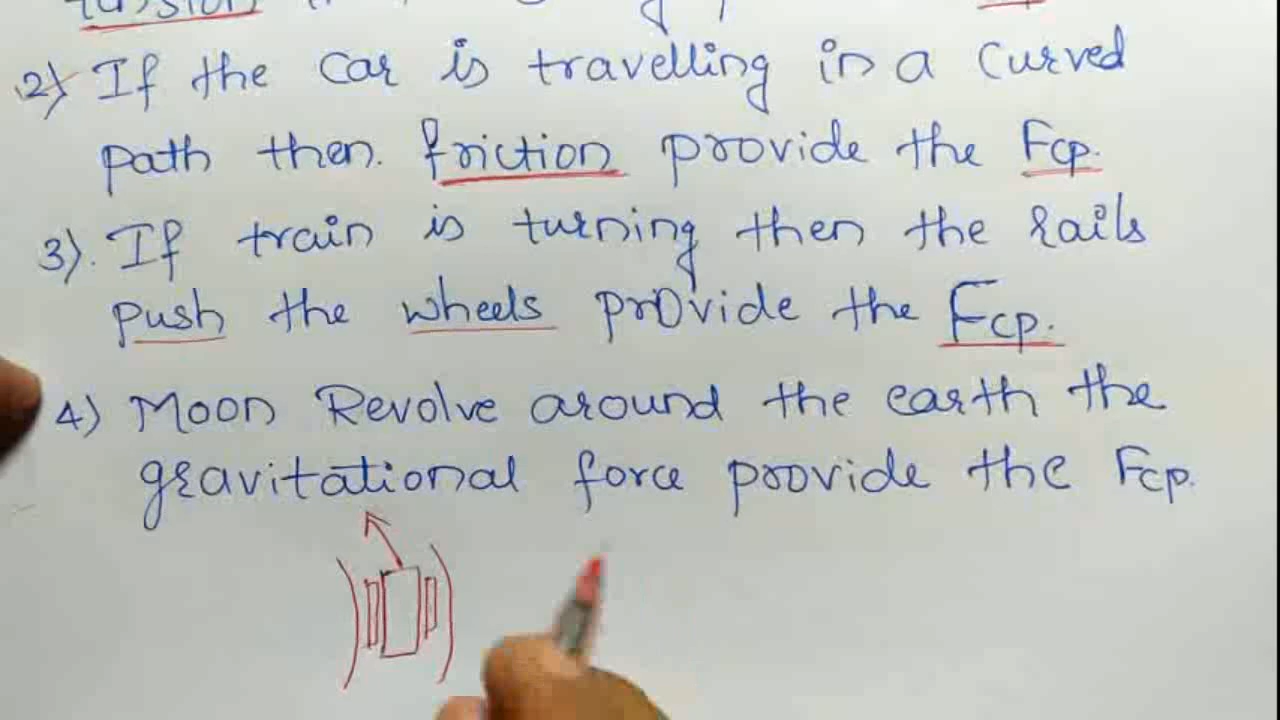 2) If the car is travelling in a curved
path then. friction provide the Fcp.
3). If train is turning then the rails
push the wheels provide the Fcp.
4) Moon Revolve around the earth the
gravitational force provide the Fcp.